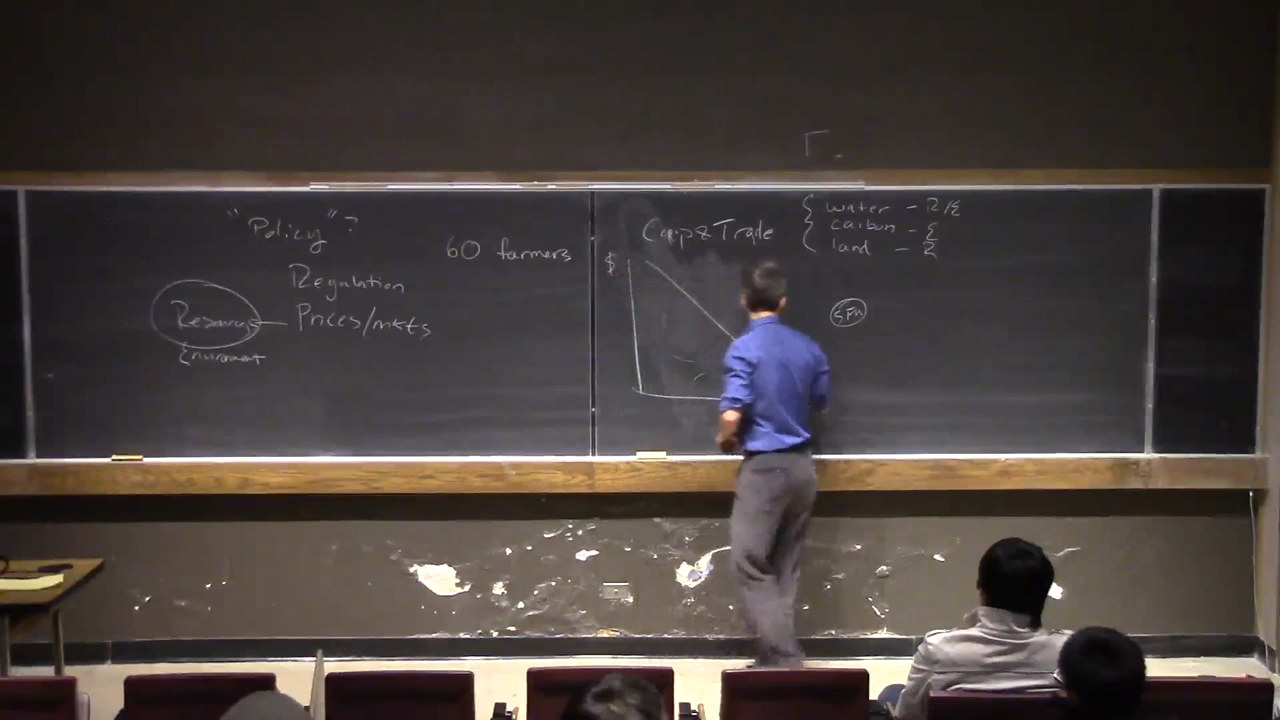 "Policy"?
Regulation
Resources — Prices/mkts
Environment
60 farmers
Cap & Trade
{ water - R/E
carbon - E
land - R
$